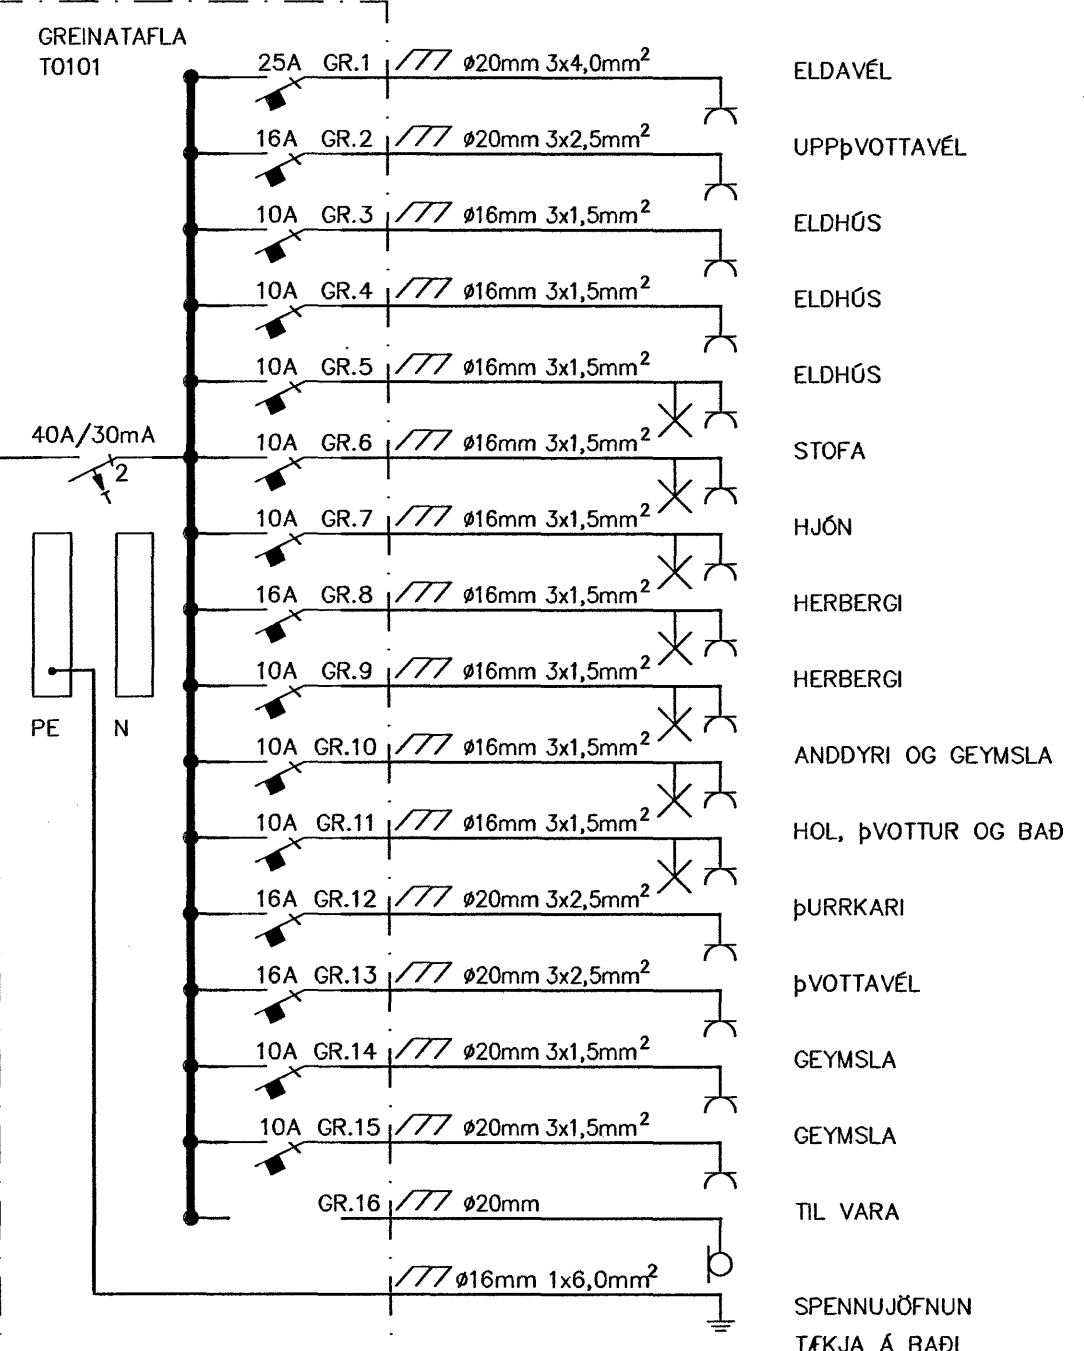 GREINATAFLA
T0101
25A GR.1 ø20mm 3x4,0mm² ELDAVÉL
16A GR.2 ø20mm 3x2,5mm² UPPÞVOTTAVÉL
10A GR.3 ø16mm 3x1,5mm² ELDHÚS
10A GR.4 ø16mm 3x1,5mm² ELDHÚS
10A GR.5 ø16mm 3x1,5mm² ELDHÚS
40A/30mA
2
10A GR.6 ø16mm 3x1,5mm² STOFA
10A GR.7 ø16mm 3x1,5mm² HJÓN
16A GR.8 ø16mm 3x1,5mm² HERBERGI
10A GR.9 ø16mm 3x1,5mm² HERBERGI
PE N
10A GR.10 ø16mm 3x1,5mm² ANDDYRI OG GEYMSLA
10A GR.11 ø16mm 3x1,5mm² HOL, ÞVOTTUR OG BAÐ
16A GR.12 ø20mm 3x2,5mm² ÞURRKARI
16A GR.13 ø20mm 3x2,5mm² ÞVOTTAVÉL
10A GR.14 ø20mm 3x1,5mm² GEYMSLA
10A GR.15 ø20mm 3x1,5mm² GEYMSLA
GR.16 ø20mm TIL VARA
ø16mm 1x6,0mm² SPENNUJÖFNUN
TÆKJA Á BAÐI